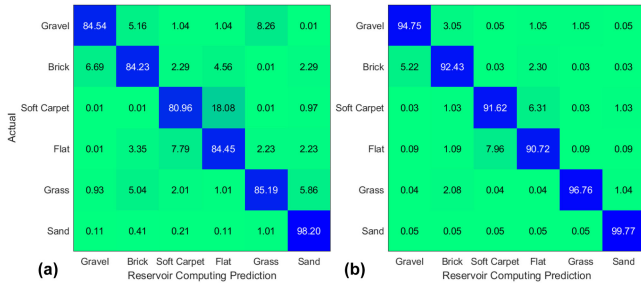 Actual
Gravel 84.54 5.16 1.04 1.04 8.26 0.01
Brick 6.69 84.23 2.29 4.56 0.01 2.29
Soft Carpet 0.01 0.01 80.96 18.08 0.01 0.97
Flat 0.01 3.35 7.79 84.45 2.23 2.23
Grass 0.93 5.04 2.01 1.01 85.19 5.86
Sand 0.11 0.41 0.21 0.11 1.01 98.20
Gravel Brick Soft Carpet Flat Grass Sand
(a) Reservoir Computing Prediction
Gravel 94.75 3.05 0.05 1.05 1.05 0.05
Brick 5.22 92.43 0.03 2.30 0.03 0.03
Soft Carpet 0.03 1.03 91.62 6.31 0.03 1.03
Flat 0.09 1.09 7.96 90.72 0.09 0.09
Grass 0.04 2.08 0.04 0.04 96.76 1.04
Sand 0.05 0.05 0.05 0.05 0.05 99.77
Gravel Brick Soft Carpet Flat Grass Sand
(b) Reservoir Computing Prediction